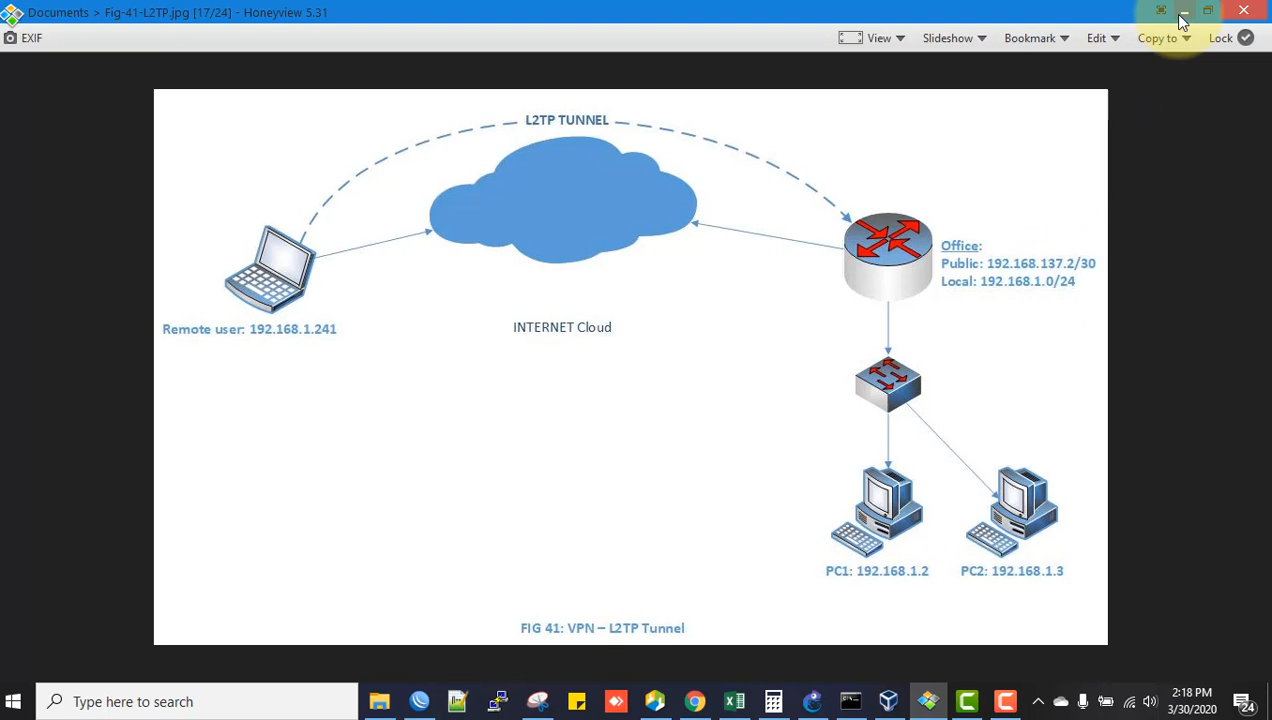 Documents > Fig-41-L2TP.jpg [17/24] - Honeyview 5.31
EXIF
View
Slideshow
Bookmark
Edit
Copy to
Lock
L2TP TUNNEL
Office:
Public: 192.168.137.2/30
Local: 192.168.1.0/24
Remote user: 192.168.1.241
INTERNET Cloud
PC1: 192.168.1.2
PC2: 192.168.1.3
FIG 41: VPN – L2TP Tunnel
Type here to search
2:18 PM
3/30/2020
24